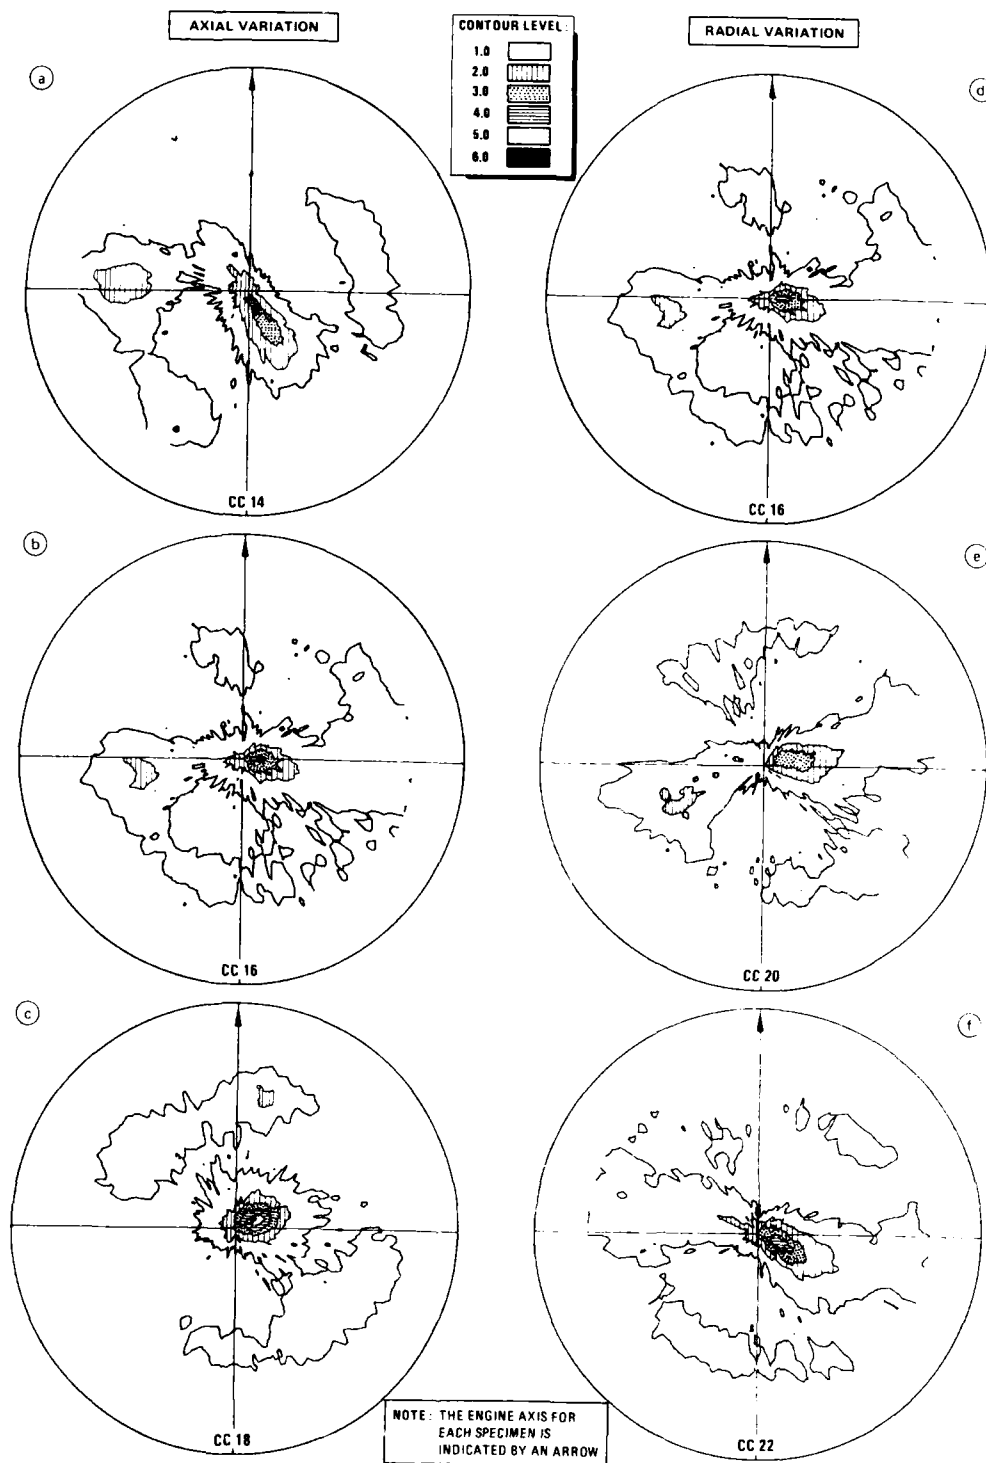 AXIAL VARIATION
CONTOUR LEVEL:
1.0
2.0
3.0
4.0
5.0
6.0
RADIAL VARIATION
a
CC 14
d
CC 16
b
CC 16
e
CC 20
c
CC 18
f
CC 22
NOTE: THE ENGINE AXIS FOR
EACH SPECIMEN IS
INDICATED BY AN ARROW